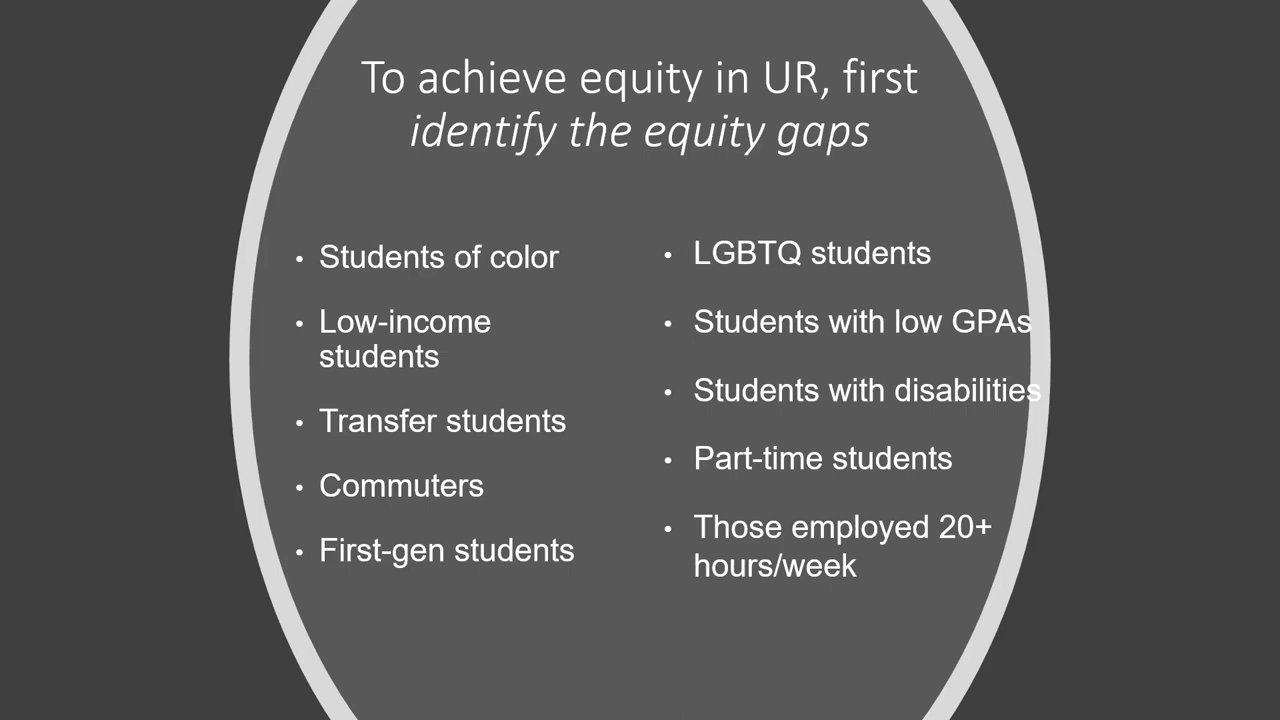 To achieve equity in UR, first
identify the equity gaps
• Students of color
• Low-income
students
• Transfer students
• Commuters
• First-gen students
• LGBTQ students
• Students with low GPAs
• Students with disabilities
• Part-time students
• Those employed 20+
hours/week